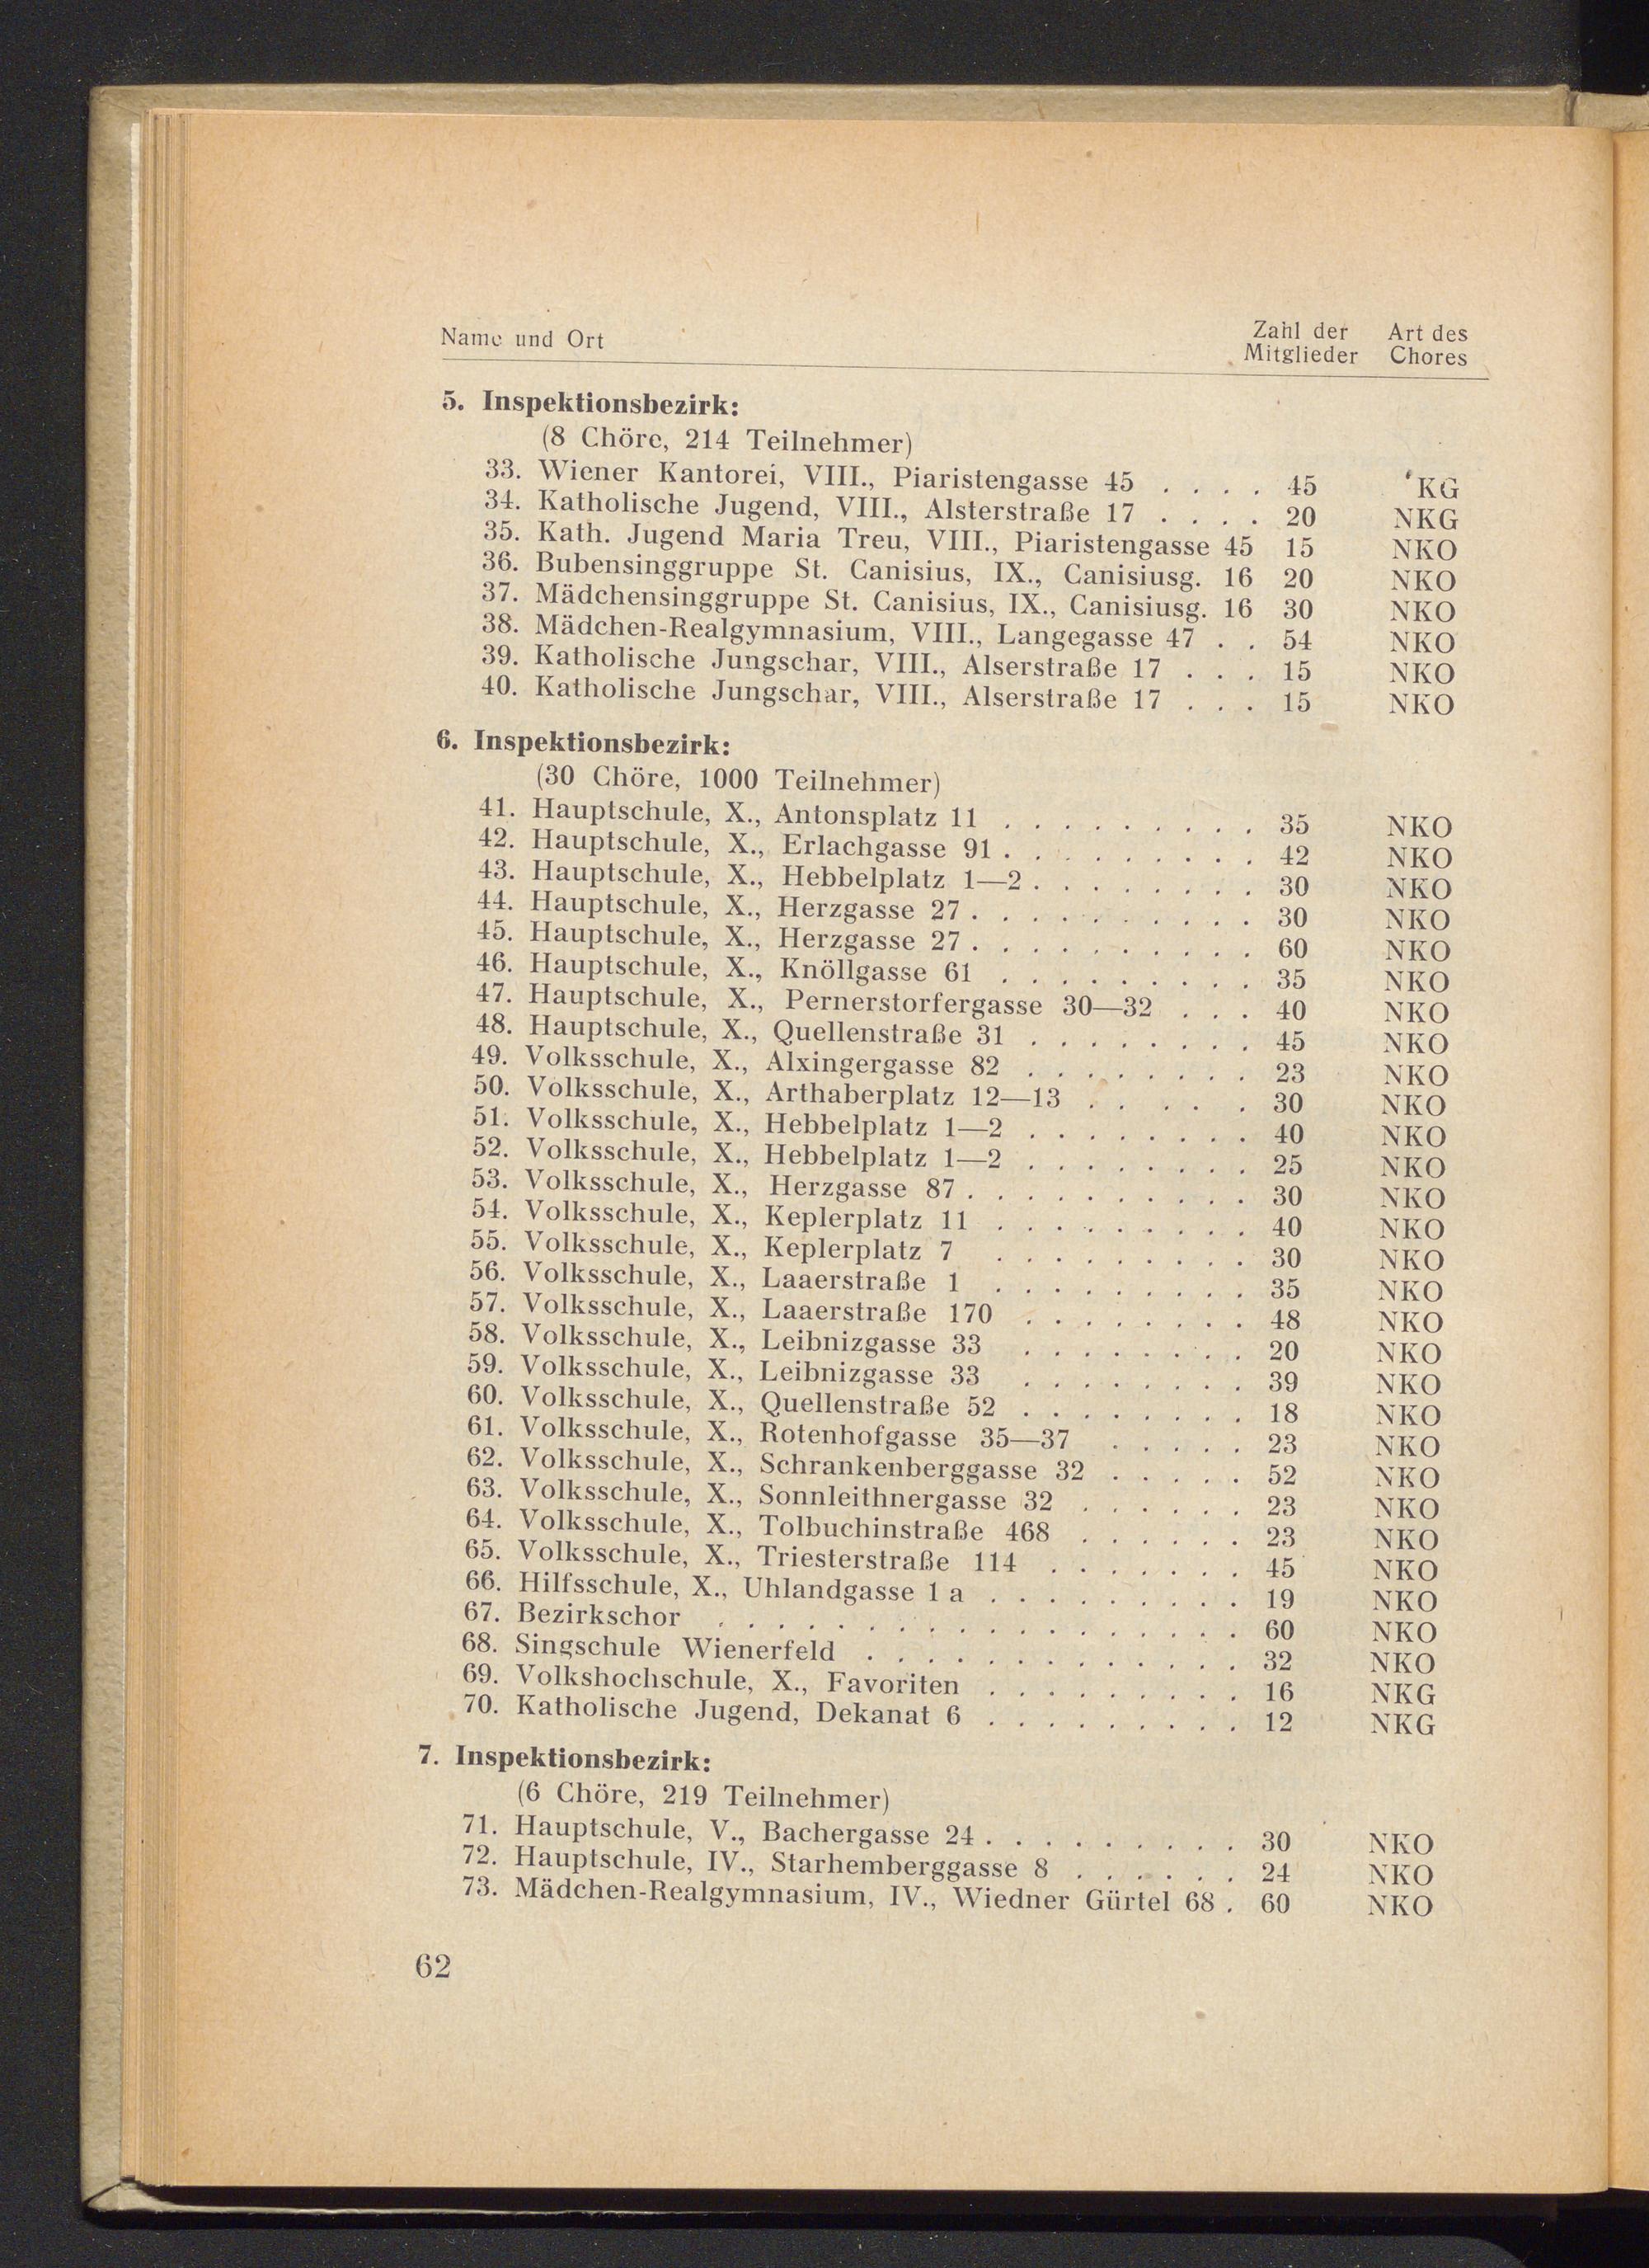 Name und Ort Zahl der Mitglieder Art des Chores
5. Inspektionsbezirk:
(8 Chöre, 214 Teilnehmer)
33. Wiener Kantorei, VIII., Piaristengasse 45 . . . . 45 KG
34. Katholische Jugend, VIII., Alsterstraße 17 . . . . 20 NKG
35. Kath. Jugend Maria Treu, VIII., Piaristengasse 45 15 NKO
36. Bubensinggruppe St. Canisius, IX., Canisiusg. 16 20 NKO
37. Mädchensinggruppe St. Canisius, IX., Canisiusg. 16 30 NKO
38. Mädchen-Realgymnasium, VIII., Langegasse 47 . . 54 NKO
39. Katholische Jungschar, VIII., Alserstraße 17 . . . 15 NKO
40. Katholische Jungschar, VIII., Alserstraße 17 . . . 15 NKO
6. Inspektionsbezirk:
(30 Chöre, 1000 Teilnehmer)
41. Hauptschule, X., Antonsplatz 11 . . . . . . . . . 35 NKO
42. Hauptschule, X., Erlachgasse 91 . . . . . . . . . 42 NKO
43. Hauptschule, X., Hebbelplatz 1—2 . . . . . . . . 30 NKO
44. Hauptschule, X., Herzgasse 27 . . . . . . . . . . 30 NKO
45. Hauptschule, X., Herzgasse 27 . . . . . . . . . . 60 NKO
46. Hauptschule, X., Knöllgasse 61 . . . . . . . . . 35 NKO
47. Hauptschule, X., Pernerstorfergasse 30—32 . . . 40 NKO
48. Hauptschule, X., Quellenstraße 31 . . . . . . . . 45 NKO
49. Volksschule, X., Alxingergasse 82 . . . . . . . . 23 NKO
50. Volksschule, X., Arthaberplatz 12—13 . . . . . 30 NKO
51. Volksschule, X., Hebbelplatz 1—2 . . . . . . . . 40 NKO
52. Volksschule, X., Hebbelplatz 1—2 . . . . . . . . 25 NKO
53. Volksschule, X., Herzgasse 87 . . . . . . . . . . 30 NKO
54. Volksschule, X., Keplerplatz 11 . . . . . . . . . 40 NKO
55. Volksschule, X., Keplerplatz 7 . . . . . . . . . 30 NKO
56. Volksschule, X., Laaerstraße 1 . . . . . . . . . 35 NKO
57. Volksschule, X., Laaerstraße 170 . . . . . . . . 48 NKO
58. Volksschule, X., Leibnizgasse 33 . . . . . . . . 20 NKO
59. Volksschule, X., Leibnizgasse 33 . . . . . . . . 39 NKO
60. Volksschule, X., Quellenstraße 52 . . . . . . . . 18 NKO
61. Volksschule, X., Rotenhofgasse 35—37 . . . . . 23 NKO
62. Volksschule, X., Schrankenberggasse 32 . . . . . 52 NKO
63. Volksschule, X., Sonnleithnergasse 32 . . . . . . 23 NKO
64. Volksschule, X., Tolbuchinstraße 468 . . . . . . 23 NKO
65. Volksschule, X., Triesterstraße 114 . . . . . . . 45 NKO
66. Hilfsschule, X., Uhlandgasse 1 a . . . . . . . . . 19 NKO
67. Bezirkschor . . . . . . . . . . . . . . . . . . 60 NKO
68. Singschule Wienerfeld . . . . . . . . . . . . . 32 NKO
69. Volkshochschule, X., Favoriten . . . . . . . . . 16 NKG
70. Katholische Jugend, Dekanat 6 . . . . . . . . . 12 NKG
7. Inspektionsbezirk:
(6 Chöre, 219 Teilnehmer)
71. Hauptschule, V., Bachergasse 24 . . . . . . . . . 30 NKO
72. Hauptschule, IV., Starhemberggasse 8 . . . . . . 24 NKO
73. Mädchen-Realgymnasium, IV., Wiedner Gürtel 68 . 60 NKO
62